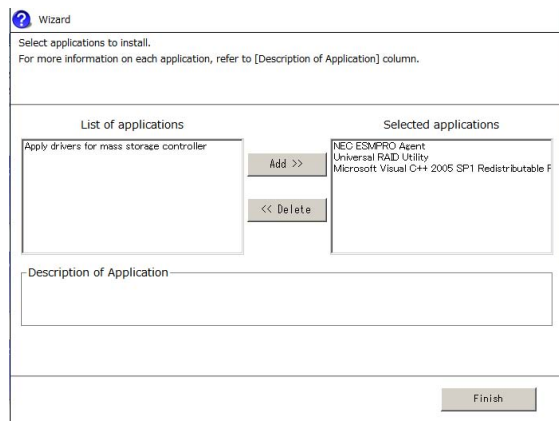 Wizard
Select applications to install.
For more information on each application, refer to [Description of Application] column.
List of applications
Selected applications
Apply drivers for mass storage controller
Add >>
<< Delete
NEC ESMPRO Agent
Universal RAID Utility
Microsoft Visual C++ 2005 SP1 Redistributable
Description of Application
Finish